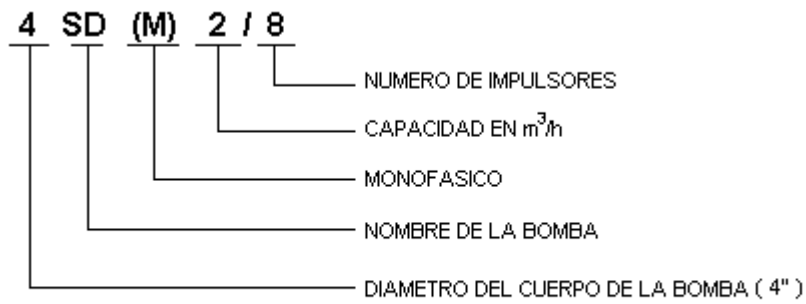 4 SD (M) 2 / 8
NUMERO DE IMPULSORES
CAPACIDAD EN m³/h
MONOFASICO
NOMBRE DE LA BOMBA
DIAMETRO DEL CUERPO DE LA BOMBA ( 4" )